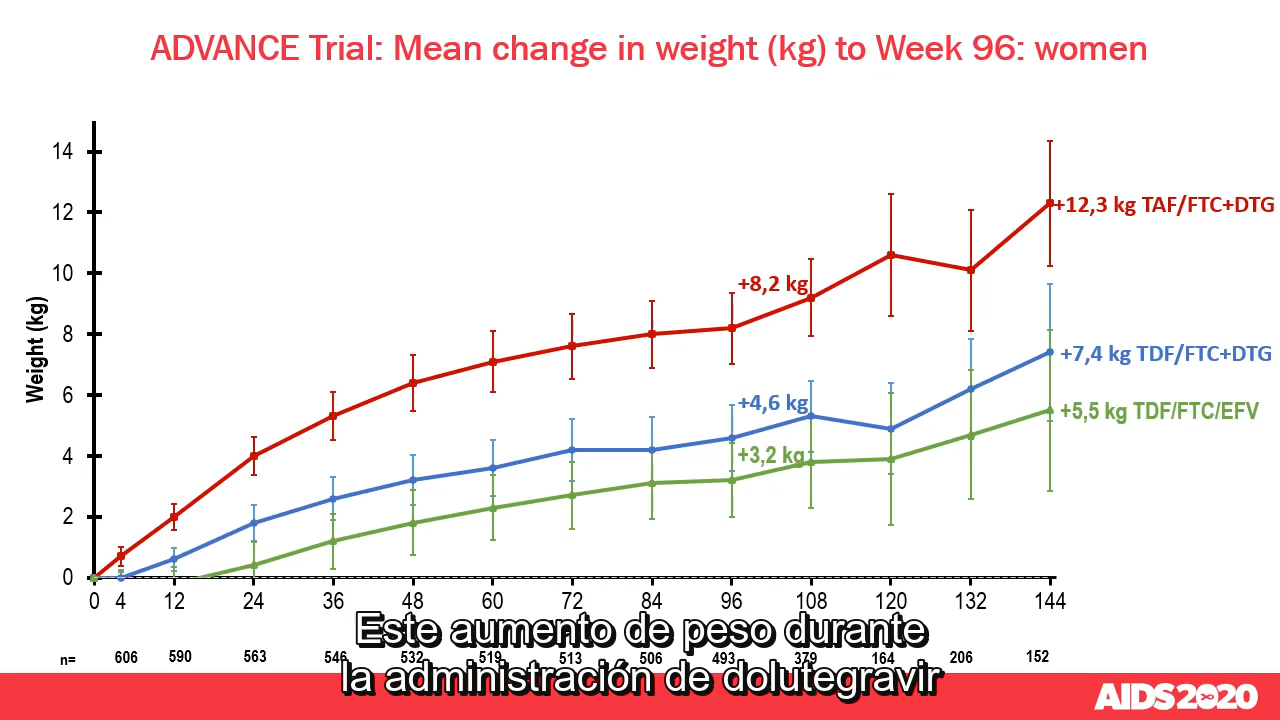 ADVANCE Trial: Mean change in weight (kg) to Week 96: women
14
12
10
8
6
4
2
0
Weight (kg)
+12,3 kg TAF/FTC+DTG
+8,2 kg
+7,4 kg TDF/FTC+DTG
+4,6 kg
+5,5 kg TDF/FTC/EFV
+3,2 kg
0 4 12 24 36 48 60 72 84 96 108 120 132 144
Este aumento de peso durante
n= 606 590 563 546 532 519 513 506 493 379 164 206 152
la administración de dolutegravir
AIDS2020